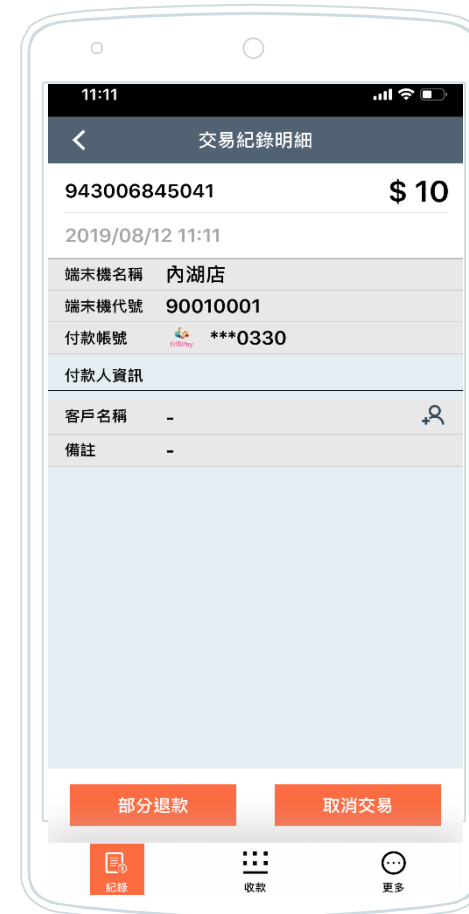 11:11
交易紀錄明細
943006845041 $ 10
2019/08/12 11:11
端末機名稱 內湖店
端末機代號 90010001
付款帳號 ***0330
付款人資訊
客戶名稱 -
備註 -
部分退款 取消交易
紀錄 收款 更多